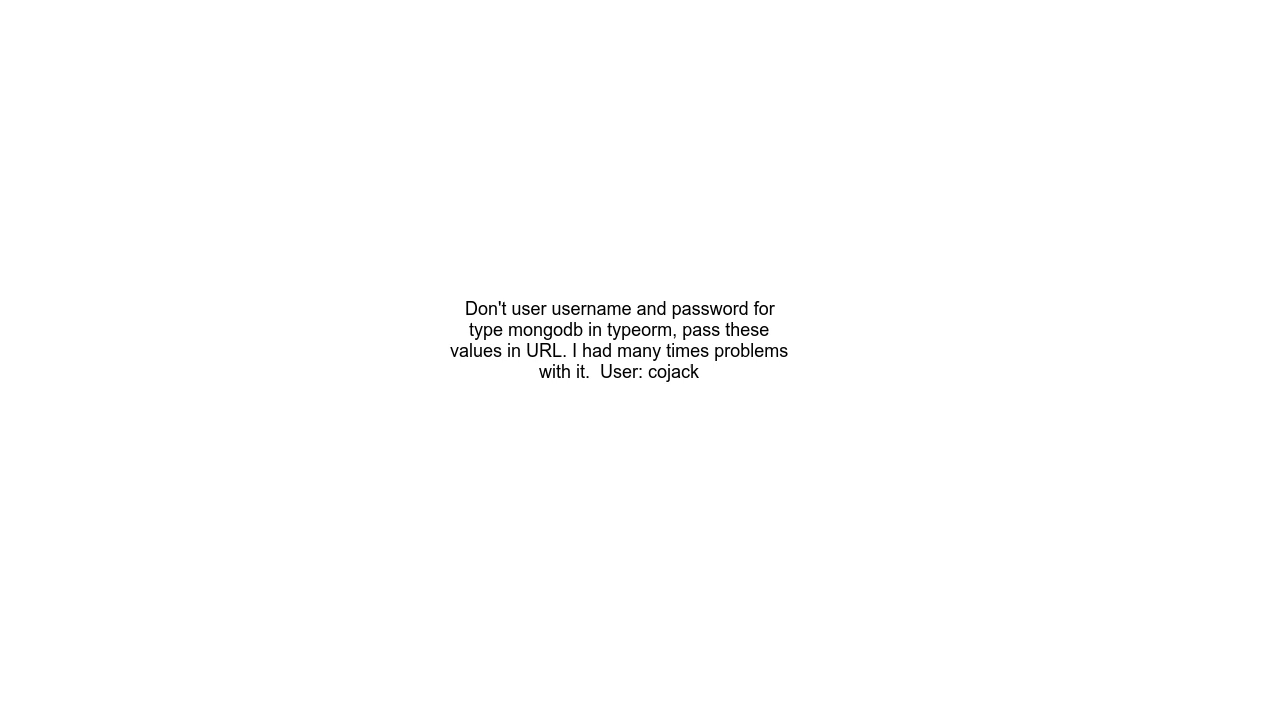 Don't user username and password for
type mongodb in typeorm, pass these
values in URL. I had many times problems
with it.  User: cojack